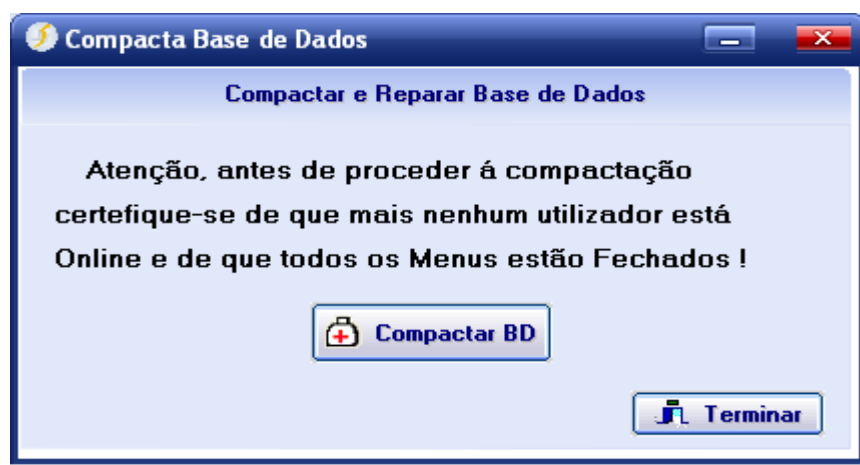 Compacta Base de Dados
Compactar e Reparar Base de Dados
Atenção, antes de proceder á compactação
certefique-se de que mais nenhum utilizador está
Online e de que todos os Menus estão Fechados !
Compactar BD
Terminar